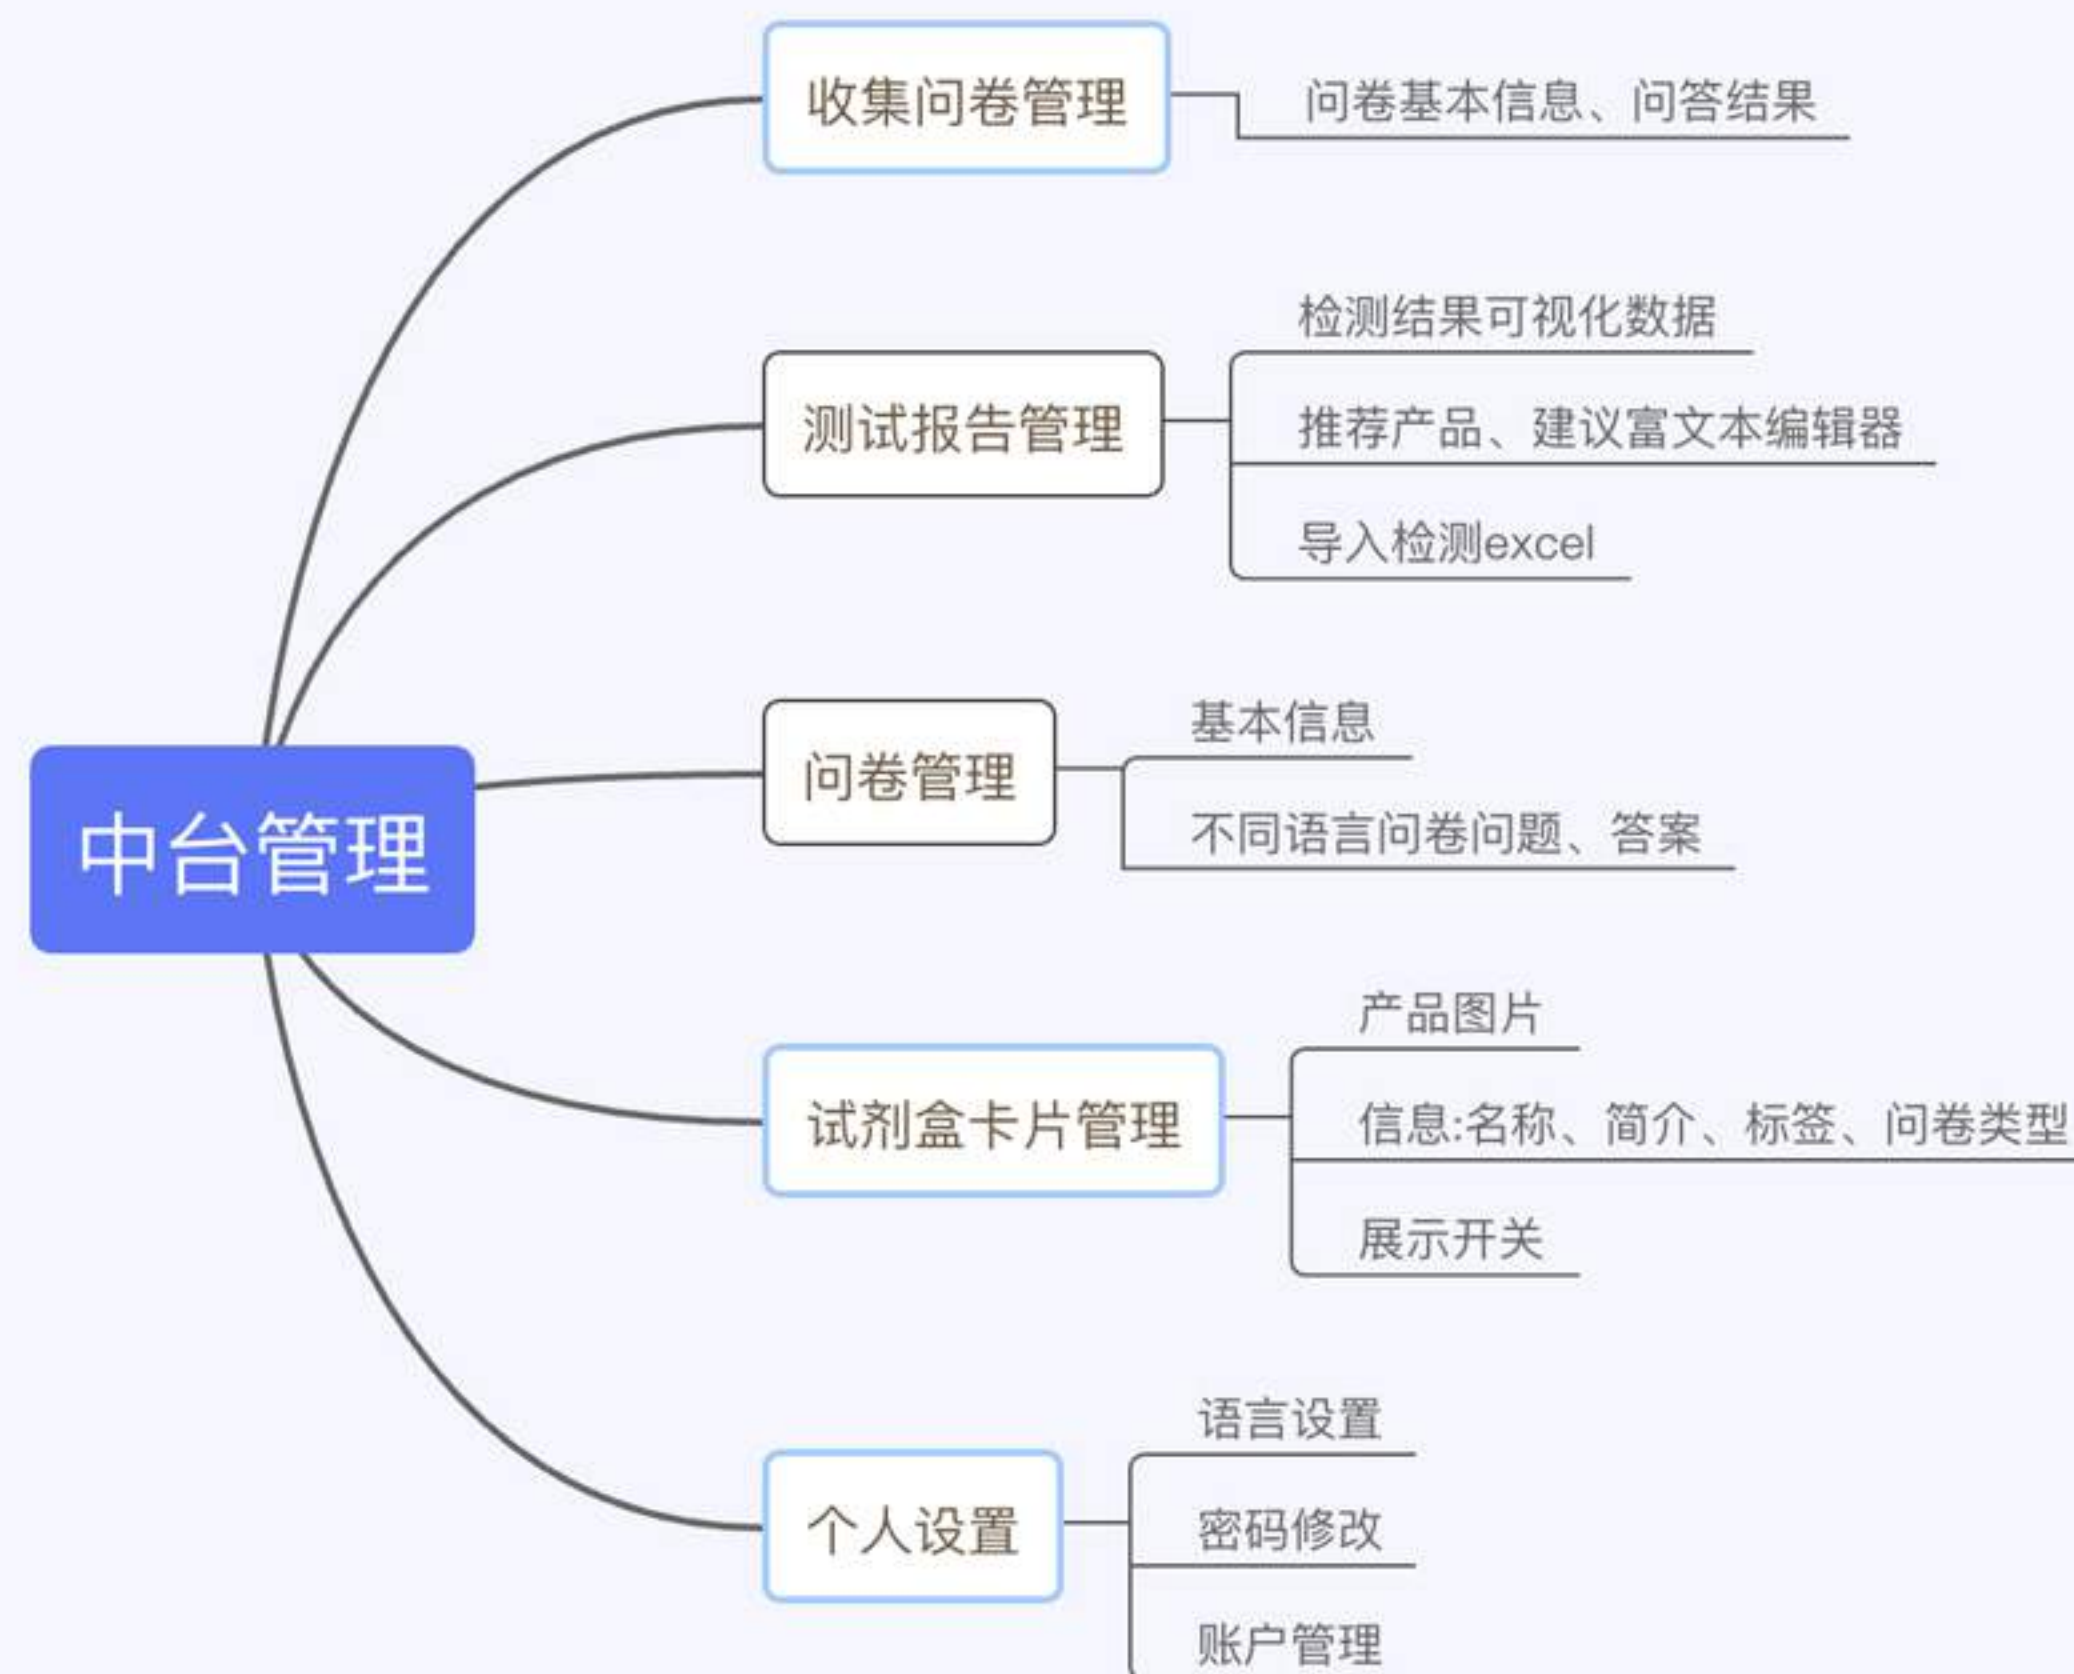 收集问卷管理
问卷基本信息、问答结果
检测结果可视化数据
测试报告管理
推荐产品、建议富文本编辑器
导入检测excel
基本信息
问卷管理
不同语言问卷问题、答案
中台管理
产品图片
试剂盒卡片管理
信息:名称、简介、标签、问卷类型
展示开关
语言设置
个人设置
密码修改
账户管理